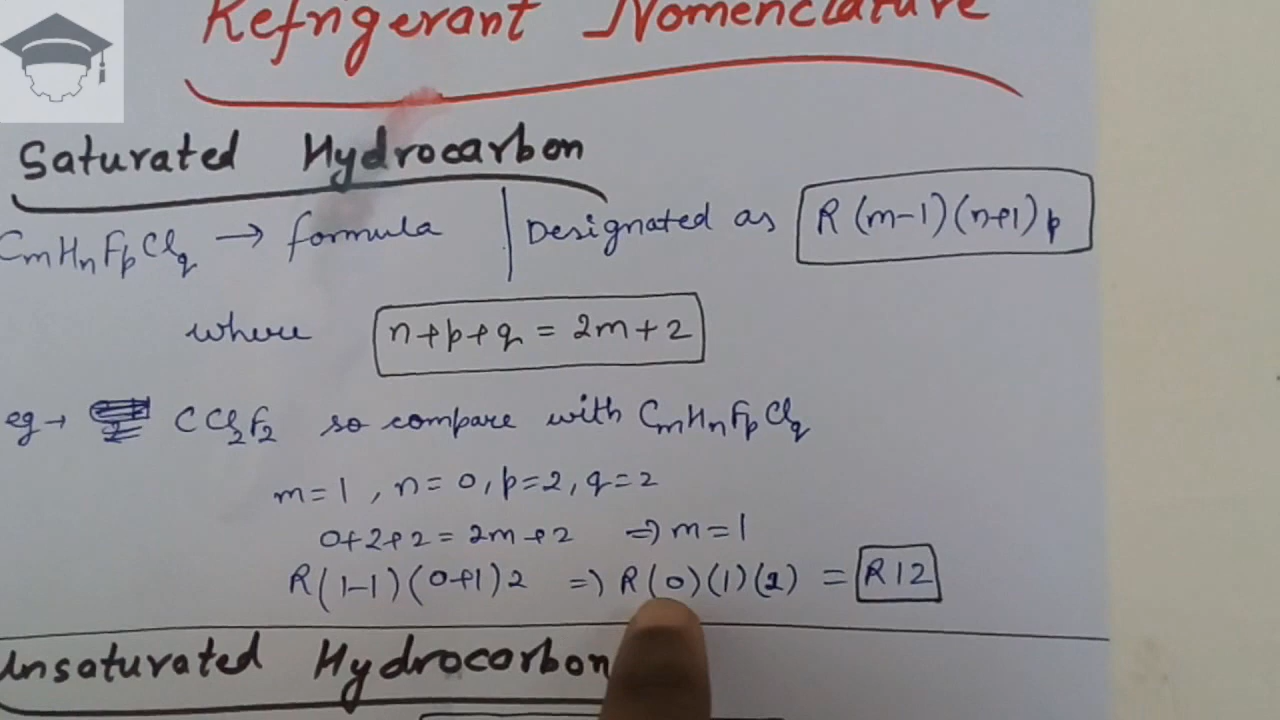 Refrigerant Nomenclature
Saturated Hydrocarbon
CmHnFpClq → formula | Designated as R(m-1)(n+1)p
where n+p+q = 2m+2
eg → CCl2F2 so compare with CmHnFpClq
m=1, n=0, p=2, q=2
0+2+2 = 2m+2 ⇒ m=1
R(1-1)(0+1)2 ⇒ R(0)(1)(2) = R12
Unsaturated Hydrocarbon